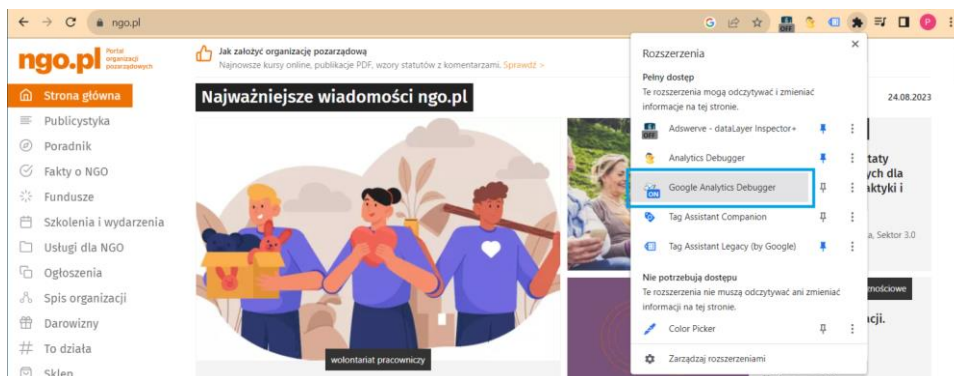 ngo.pl
G
OFF
P
ngo.pl
Portal
organizacji
pozarządowych
Jak założyć organizację pozarządową
Najnowsze kursy online, publikacje PDF, wzory statutów z komentarzami. Sprawdź >
Strona główna
Publicystyka
Poradnik
Fakty o NGO
Fundusze
Szkolenia i wydarzenia
Usługi dla NGO
Ogłoszenia
Spis organizacji
Darowizny
To działa
Sklep
Najważniejsze wiadomości ngo.pl
24.08.2023
wolontariat pracowniczy
Rozszerzenia
Pełny dostęp
Te rozszerzenia mogą odczytywać i zmieniać
informacje na tej stronie.
OFF
Adswerve - dataLayer Inspector+
Analytics Debugger
ON
Google Analytics Debugger
Tag Assistant Companion
Tag Assistant Legacy (by Google)
Nie potrzebują dostępu
Te rozszerzenia nie muszą odczytywać ani zmieniać
informacji na tej stronie.
Color Picker
Zarządzaj rozszerzeniami
taty
ych dla
aktyki i
a, Sektor 3.0
mościowe
cji.